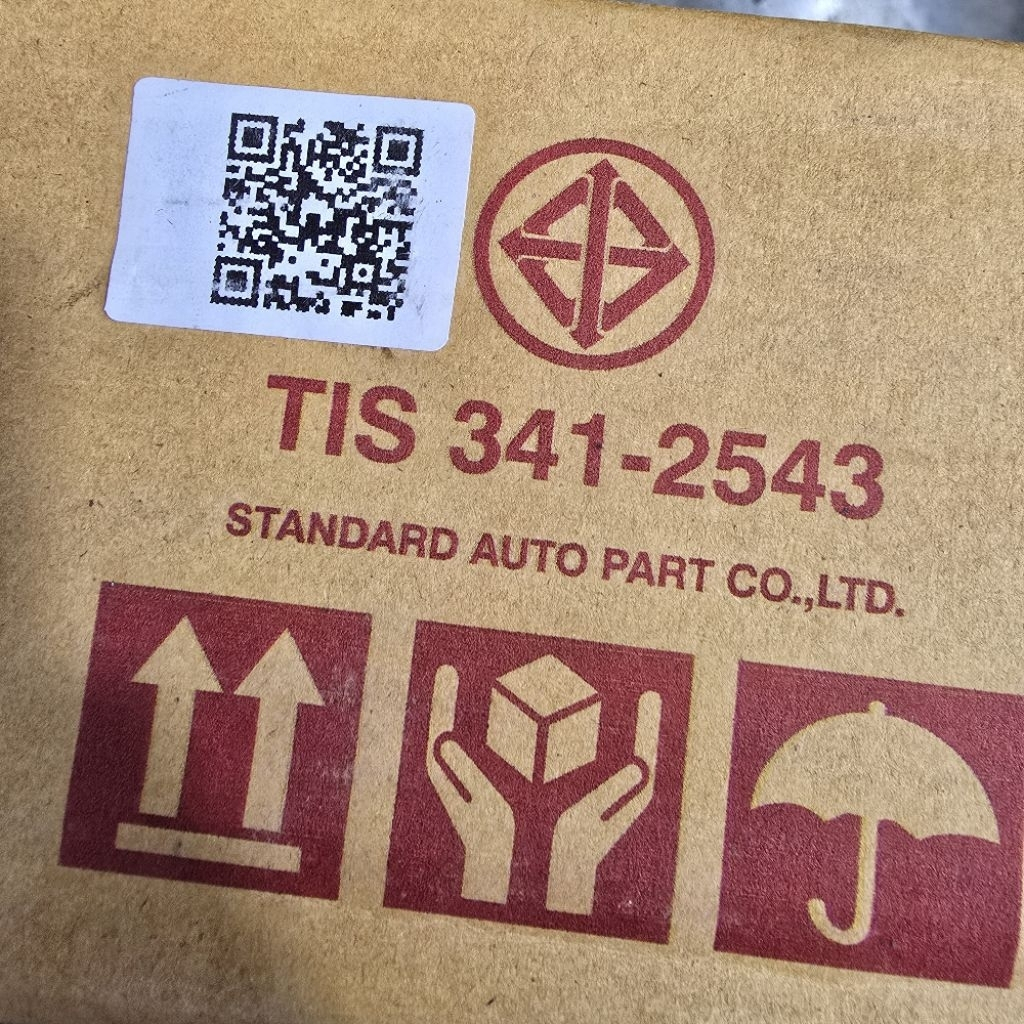 TIS 341-2543
STANDARD AUTO PART CO.,LTD.